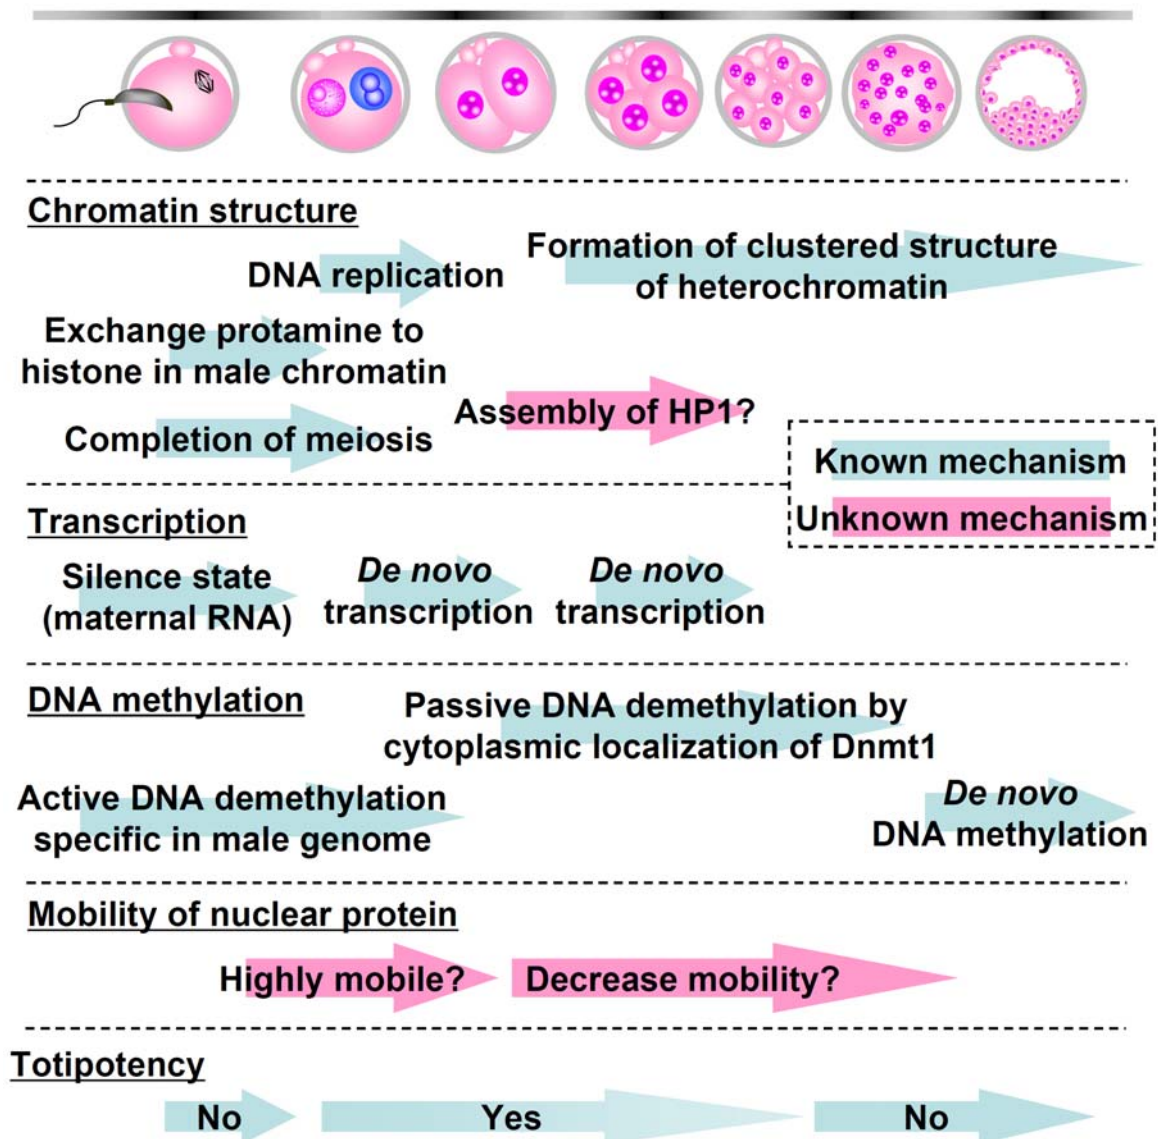 Chromatin structure
DNA replication
Formation of clustered structure
of heterochromatin
Exchange protamine to
histone in male chromatin
Assembly of HP1?
Completion of meiosis
Known mechanism
Unknown mechanism
Transcription
Silence state
(maternal RNA)
De novo
transcription
De novo
transcription
DNA methylation
Passive DNA demethylation by
cytoplasmic localization of Dnmt1
Active DNA demethylation
specific in male genome
De novo
DNA methylation
Mobility of nuclear protein
Highly mobile?
Decrease mobility?
Totipotency
No
Yes
No